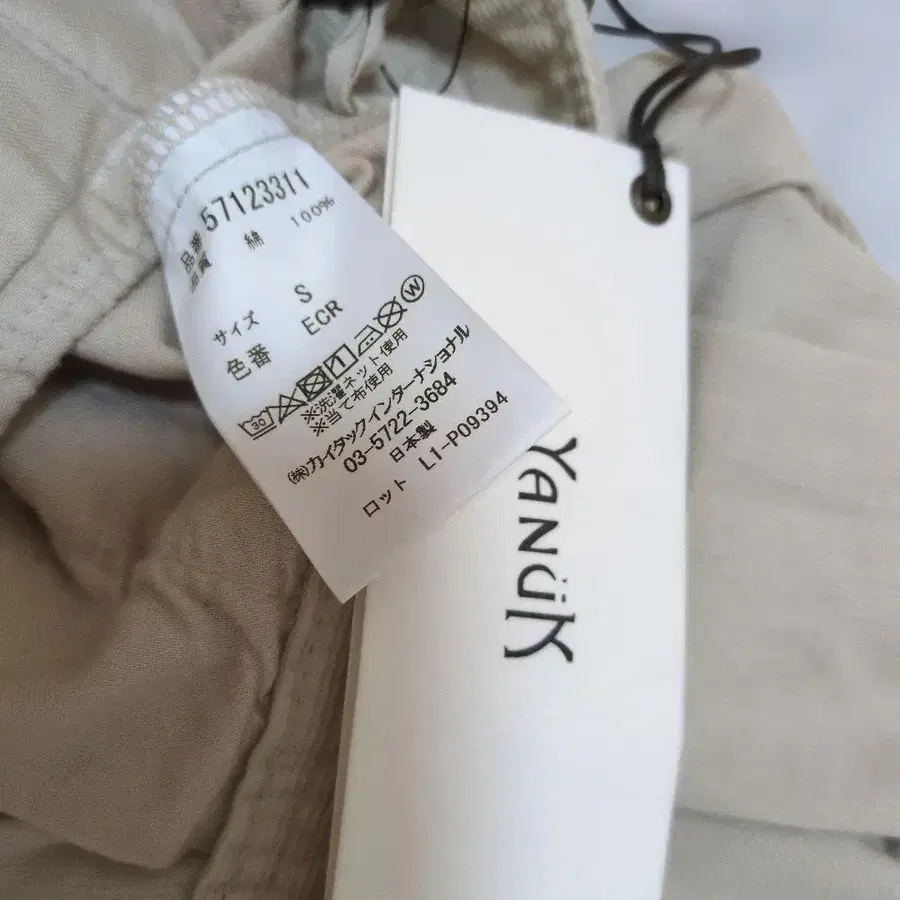 品番 57123311
品質 綿 100%
サイズ S
色番 ECR
30 W
※洗濯ネット使用
※当て布使用
(株)カイタックインターナショナル
03-5722-3684
日本製
ロット L1-P09394
YANÜK